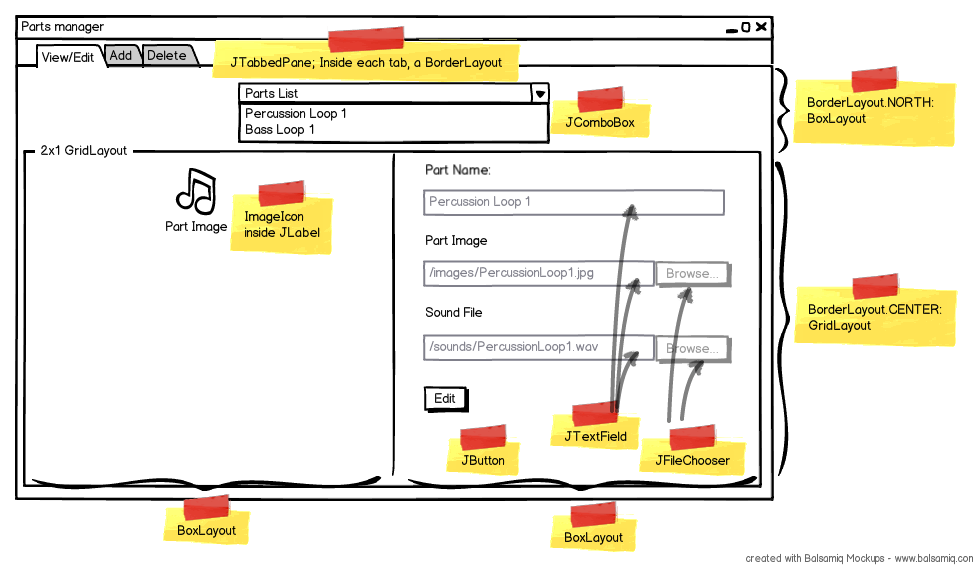 Parts manager
View/Edit
Add
Delete
JTabbedPane; Inside each tab, a BorderLayout
Parts List
Percussion Loop 1
Bass Loop 1
JComboBox
BorderLayout.NORTH:
BoxLayout
2x1 GridLayout
Part Image
ImageIcon
inside JLabel
Part Name:
Percussion Loop 1
Part Image
/images/PercussionLoop1.jpg
Browse...
Sound File
/sounds/PercussionLoop1.wav
Browse...
Edit
BorderLayout.CENTER:
GridLayout
JButton
JTextField
JFileChooser
BoxLayout
BoxLayout
created with Balsamiq Mockups - www.balsamiq.com